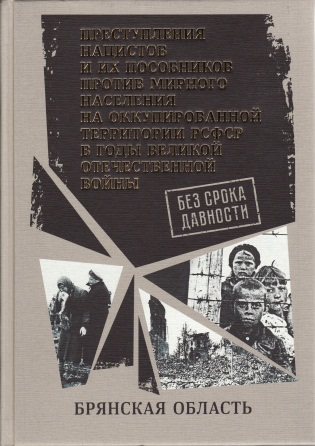 ПРЕСТУПЛЕНИЯ
НАЦИСТОВ
И ИХ ПОСОБНИКОВ
ПРОТИВ МИРНОГО
НАСЕЛЕНИЯ
НА ОККУПИРОВАННОЙ
ТЕРРИТОРИИ РСФСР
В ГОДЫ ВЕЛИКОЙ
ОТЕЧЕСТВЕННОЙ
ВОЙНЫ
БЕЗ СРОКА
ДАВНОСТИ
БРЯНСКАЯ ОБЛАСТЬ